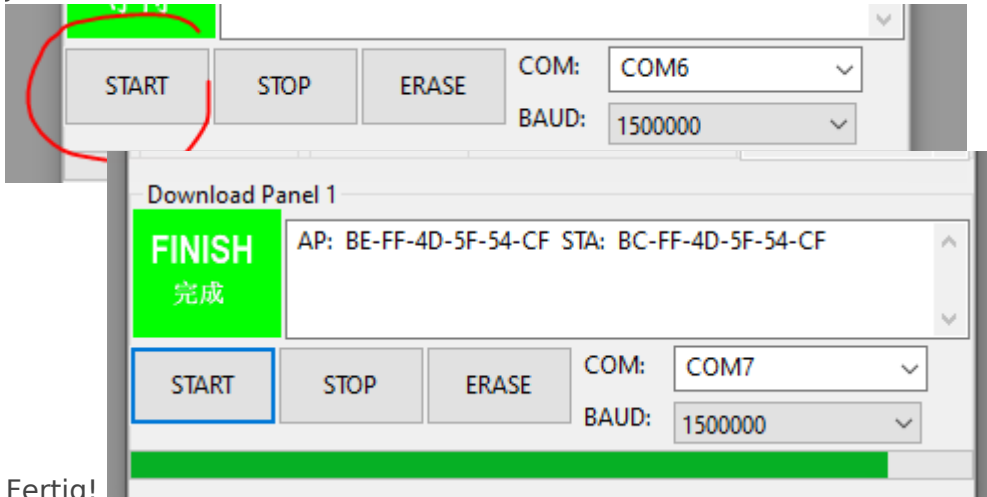 START STOP ERASE COM: COM6
BAUD: 1500000
Download Panel 1
FINISH
完成
AP: BE-FF-4D-5F-54-CF STA: BC-FF-4D-5F-54-CF
START STOP ERASE COM: COM7
BAUD: 1500000
Fertig!